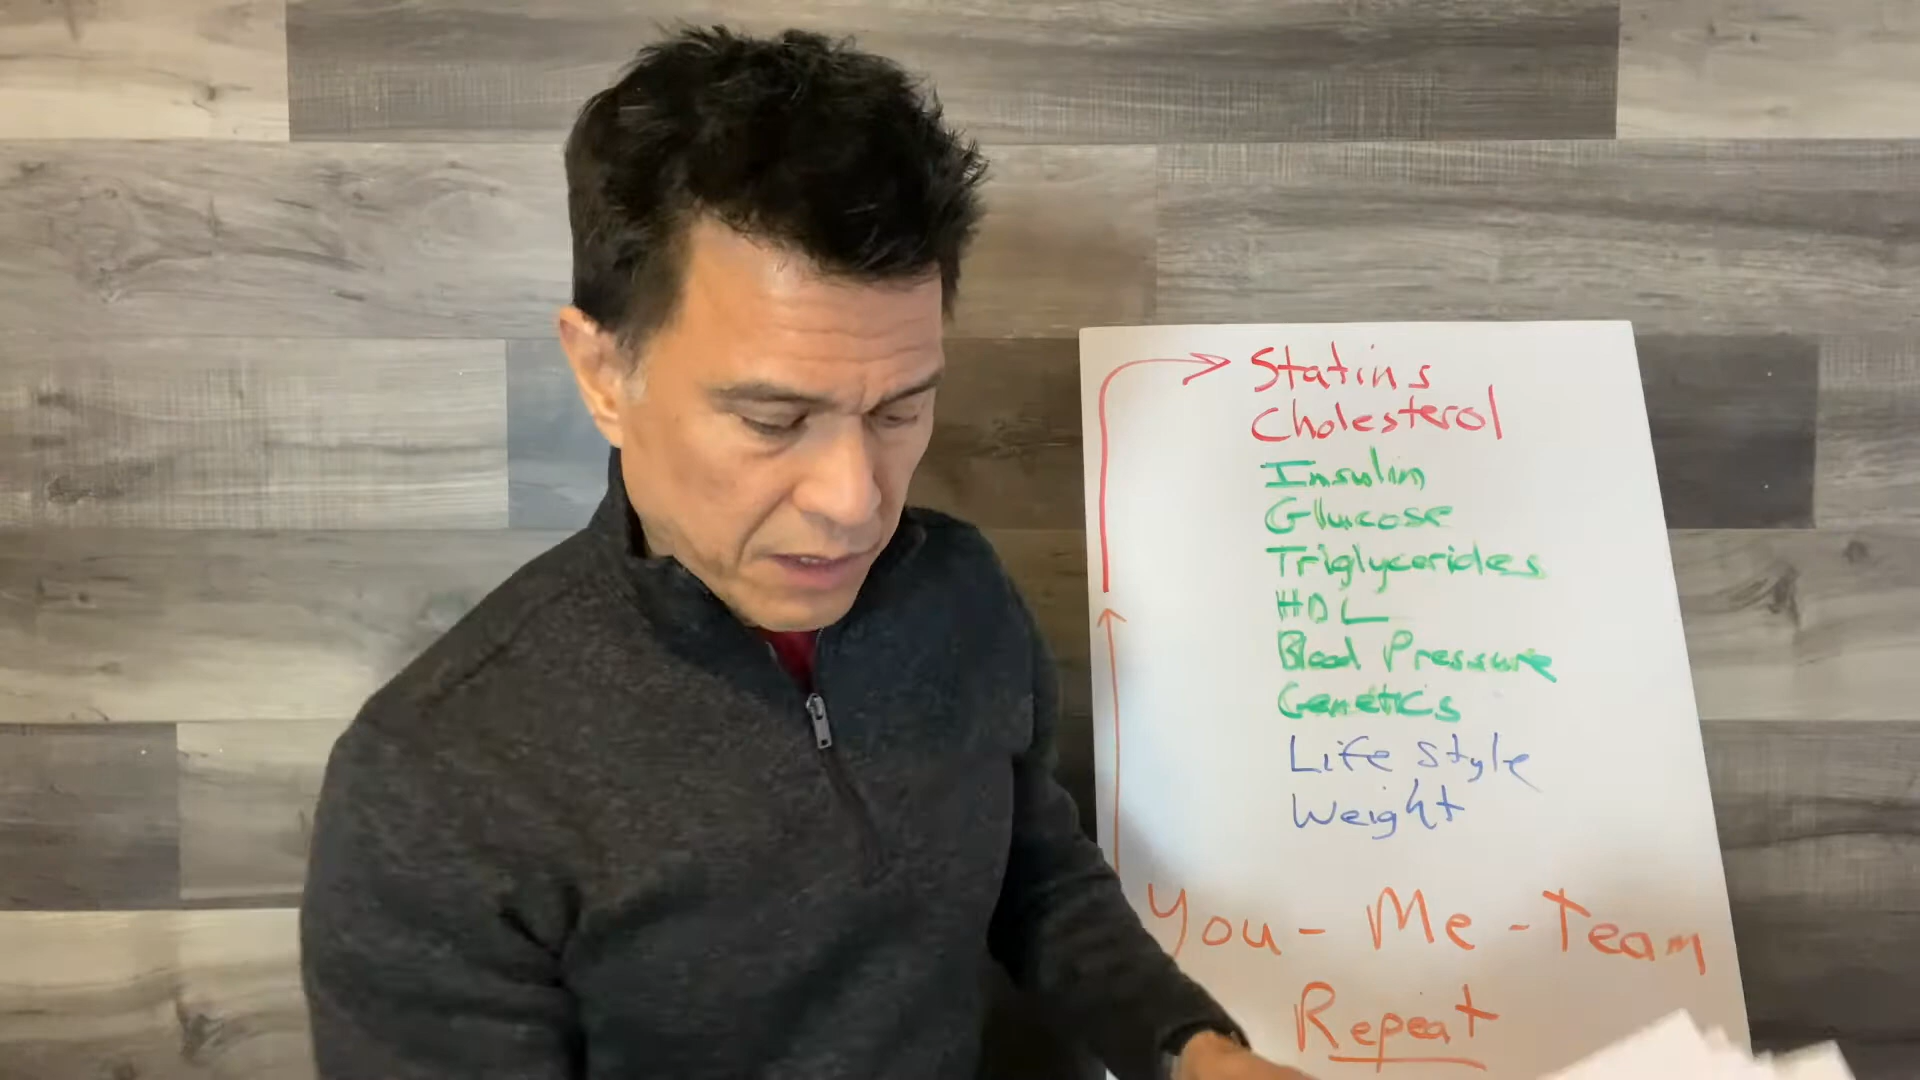 Statins
Cholesterol
Insulin
Glucose
Triglycerides
HDL
Blood Pressure
Genetics
Life Style
Weight
You - Me - Team
Repeat